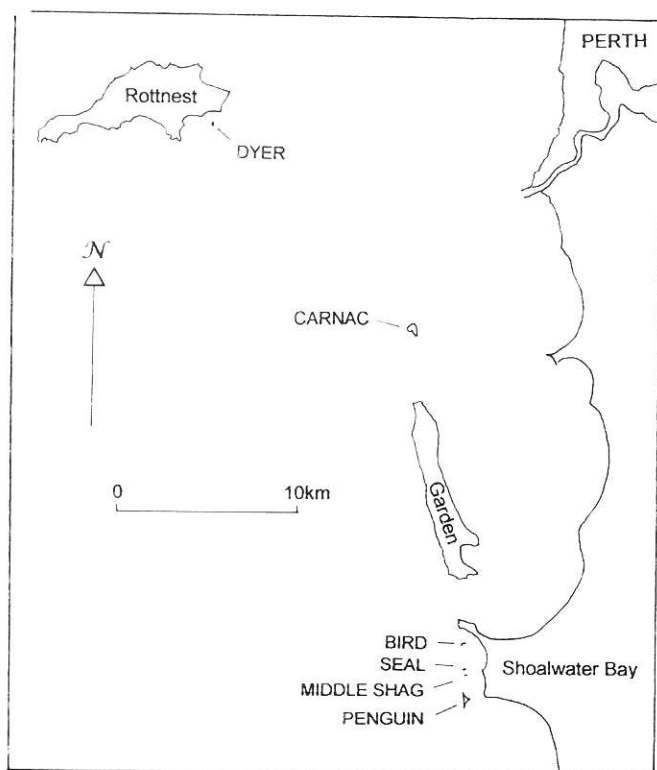 PERTH
Rottnest
DYER
N
CARNAC
0 10km
Garden
BIRD
SEAL
Shoalwater Bay
MIDDLE SHAG
PENGUIN